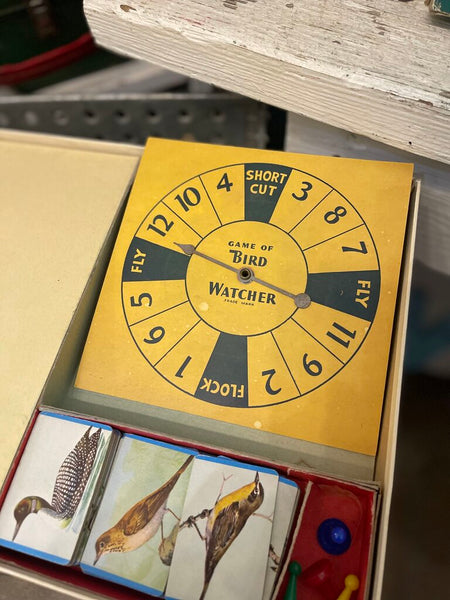 SHORT
CUT
3
8
7
FLY
11
9
2
FLOCK
1
6
5
FLY
12
10
4
GAME OF
BIRD
WATCHER
TRADE MARK